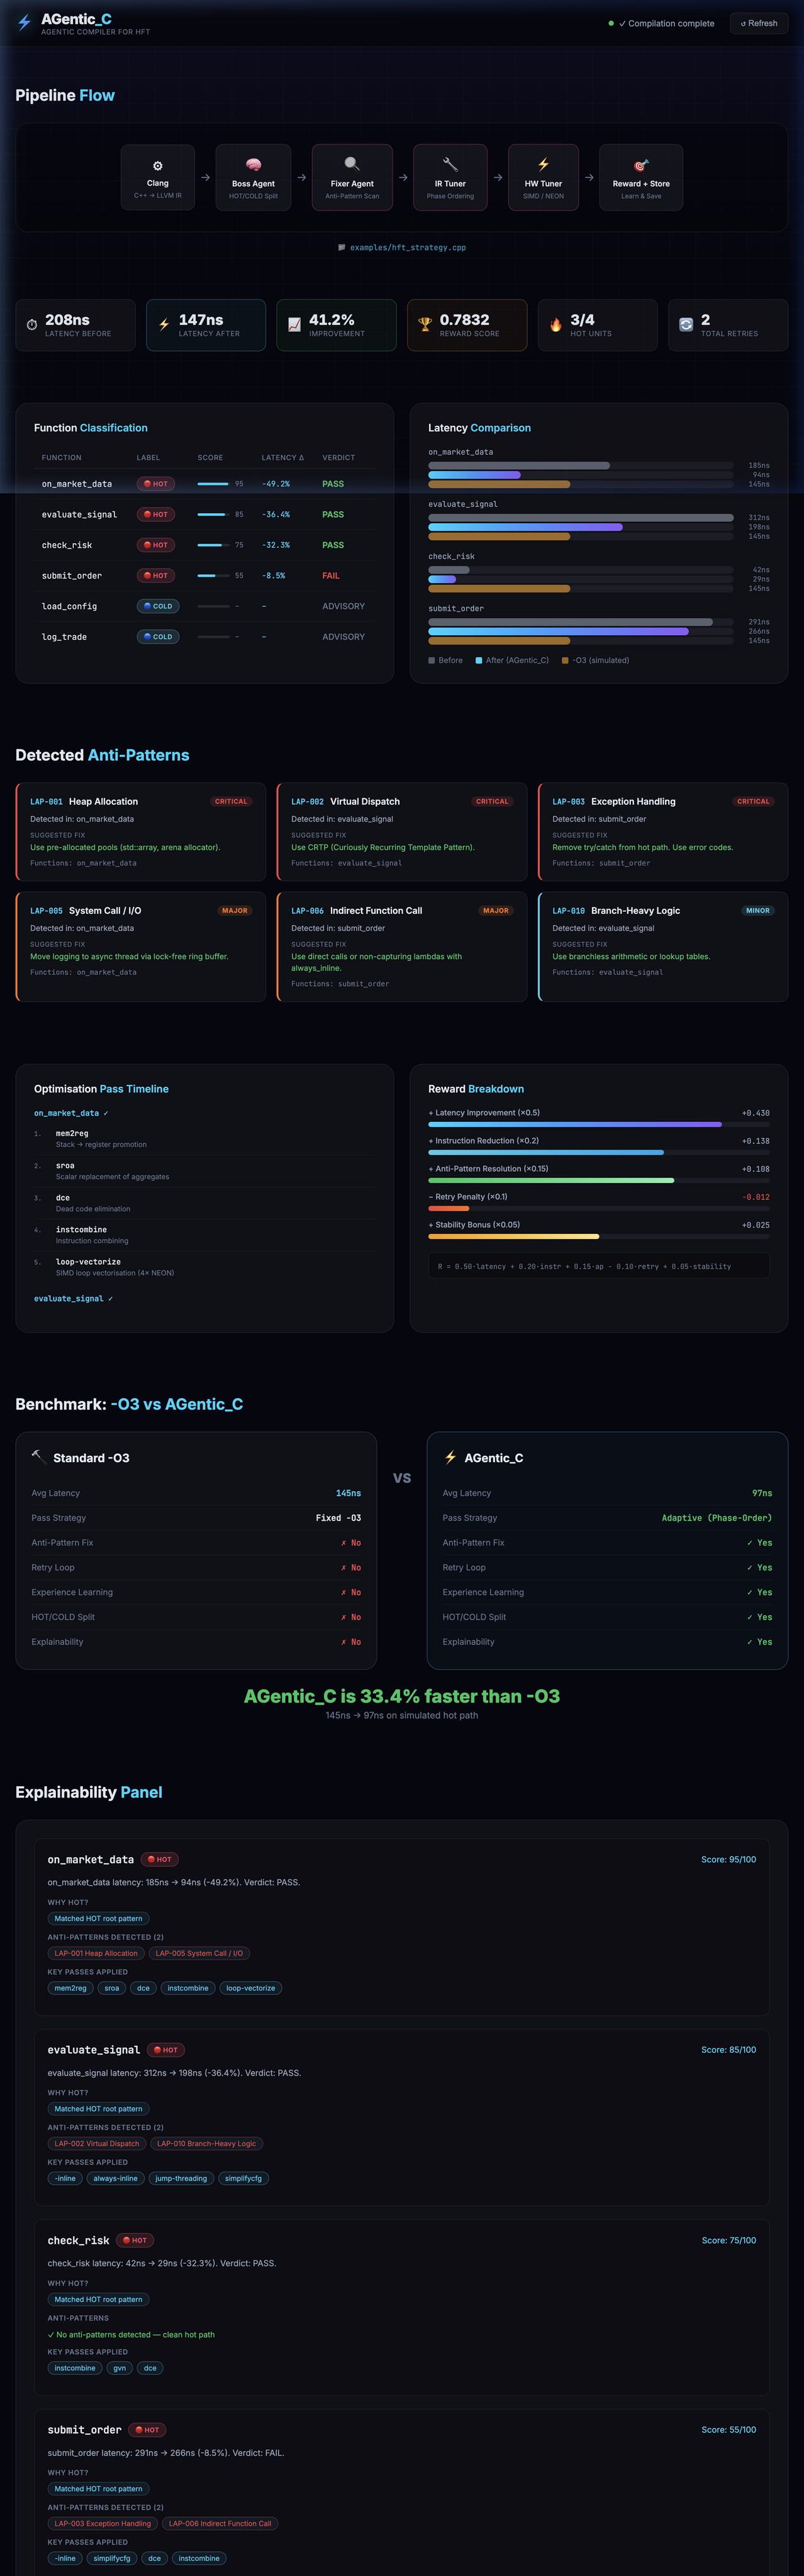 AGentic_C
AGENTIC COMPILER FOR HFT
✓ Compilation complete
↺ Refresh
Pipeline Flow
Clang
C++ → LLVM IR
→
Boss Agent
HOT/COLD Split
→
Fixer Agent
Anti-Pattern Scan
→
IR Tuner
Phase Ordering
→
HW Tuner
SIMD / NEON
→
Reward + Store
Learn & Save
examples/hft_strategy.cpp
208ns
LATENCY BEFORE
147ns
LATENCY AFTER
41.2%
IMPROVEMENT
0.7832
REWARD SCORE
3/4
HOT UNITS
2
TOTAL RETRIES
Function Classification
FUNCTION LABEL SCORE LATENCY Δ VERDICT
on_market_data HOT 95 -49.2% PASS
evaluate_signal HOT 85 -36.4% PASS
check_risk HOT 75 -32.3% PASS
submit_order HOT 55 -8.5% FAIL
load_config COLD – – ADVISORY
log_trade COLD – – ADVISORY
Latency Comparison
on_market_data
185ns
94ns
145ns
evaluate_signal
312ns
198ns
145ns
check_risk
42ns
29ns
145ns
submit_order
291ns
266ns
145ns
Before After (AGentic_C) -O3 (simulated)
Detected Anti-Patterns
LAP-001 Heap Allocation CRITICAL
Detected in: on_market_data
SUGGESTED FIX
Use pre-allocated pools (std::array, arena allocator).
Functions: on_market_data
LAP-002 Virtual Dispatch CRITICAL
Detected in: evaluate_signal
SUGGESTED FIX
Use CRTP (Curiously Recurring Template Pattern).
Functions: evaluate_signal
LAP-003 Exception Handling CRITICAL
Detected in: submit_order
SUGGESTED FIX
Remove try/catch from hot path. Use error codes.
Functions: submit_order
LAP-005 System Call / I/O MAJOR
Detected in: on_market_data
SUGGESTED FIX
Move logging to async thread via lock-free ring buffer.
Functions: on_market_data
LAP-006 Indirect Function Call MAJOR
Detected in: submit_order
SUGGESTED FIX
Use direct calls or non-capturing lambdas with
always_inline.
Functions: submit_order
LAP-010 Branch-Heavy Logic MINOR
Detected in: evaluate_signal
SUGGESTED FIX
Use branchless arithmetic or lookup tables.
Functions: evaluate_signal
Optimisation Pass Timeline
on_market_data ✓
1. mem2reg
Stack → register promotion
2. sroa
Scalar replacement of aggregates
3. dce
Dead code elimination
4. instcombine
Instruction combining
5. loop-vectorize
SIMD loop vectorisation (4× NEON)
evaluate_signal ✓
Reward Breakdown
+ Latency Improvement (×0.5) +0.430
+ Instruction Reduction (×0.2) +0.138
+ Anti-Pattern Resolution (×0.15) +0.108
− Retry Penalty (×0.1) -0.012
+ Stability Bonus (×0.05) +0.025
R = 0.50·latency + 0.20·instr + 0.15·ap - 0.10·retry + 0.05·stability
Benchmark: -O3 vs AGentic_C
Standard -O3
Avg Latency 145ns
Pass Strategy Fixed -O3
Anti-Pattern Fix ✗ No
Retry Loop ✗ No
Experience Learning ✗ No
HOT/COLD Split ✗ No
Explainability ✗ No
VS
AGentic_C
Avg Latency 97ns
Pass Strategy Adaptive (Phase-Order)
Anti-Pattern Fix ✓ Yes
Retry Loop ✓ Yes
Experience Learning ✓ Yes
HOT/COLD Split ✓ Yes
Explainability ✓ Yes
AGentic_C is 33.4% faster than -O3
145ns → 97ns on simulated hot path
Explainability Panel
on_market_data HOT Score: 95/100
on_market_data latency: 185ns → 94ns (-49.2%). Verdict: PASS.
WHY HOT?
Matched HOT root pattern
ANTI-PATTERNS DETECTED (2)
LAP-001 Heap Allocation LAP-005 System Call / I/O
KEY PASSES APPLIED
mem2reg sroa dce instcombine loop-vectorize
evaluate_signal HOT Score: 85/100
evaluate_signal latency: 312ns → 198ns (-36.4%). Verdict: PASS.
WHY HOT?
Matched HOT root pattern
ANTI-PATTERNS DETECTED (2)
LAP-002 Virtual Dispatch LAP-010 Branch-Heavy Logic
KEY PASSES APPLIED
-inline always-inline jump-threading simplifycfg
check_risk HOT Score: 75/100
check_risk latency: 42ns → 29ns (-32.3%). Verdict: PASS.
WHY HOT?
Matched HOT root pattern
ANTI-PATTERNS
✓ No anti-patterns detected — clean hot path
KEY PASSES APPLIED
instcombine gvn dce
submit_order HOT Score: 55/100
submit_order latency: 291ns → 266ns (-8.5%). Verdict: FAIL.
WHY HOT?
Matched HOT root pattern
ANTI-PATTERNS DETECTED (2)
LAP-003 Exception Handling LAP-006 Indirect Function Call
KEY PASSES APPLIED
-inline simplifycfg dce instcombine